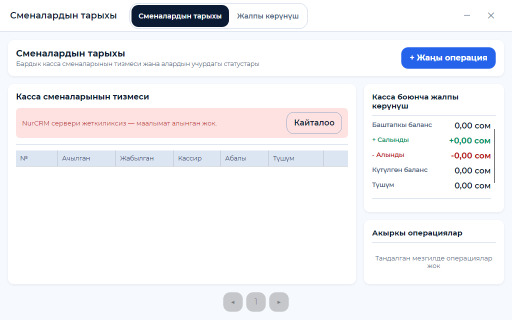 Сменалардын тарыхы
Сменалардын тарыхы
Жалпы көрүнүш
Сменалардын тарыхы
Бардык касса сменаларынын тизмеси жана алардын учурдагы статустары
+ Жаңы операция
Касса сменаларынын тизмеси
NurCRM сервери жеткиликсиз — маалымат алынган жок.
Кайталоо
№ Ачылган Жабылган Кассир Абалы Түшүм
Касса боюнча жалпы
көрүнүш
Баштапкы баланс 0,00 сом
+ Салынды +0,00 сом
- Алынды -0,00 сом
Күтүлгөн баланс 0,00 сом
Түшүм 0,00 сом
Акыркы операциялар
Тандалган мезгилде операциялар
жок
1